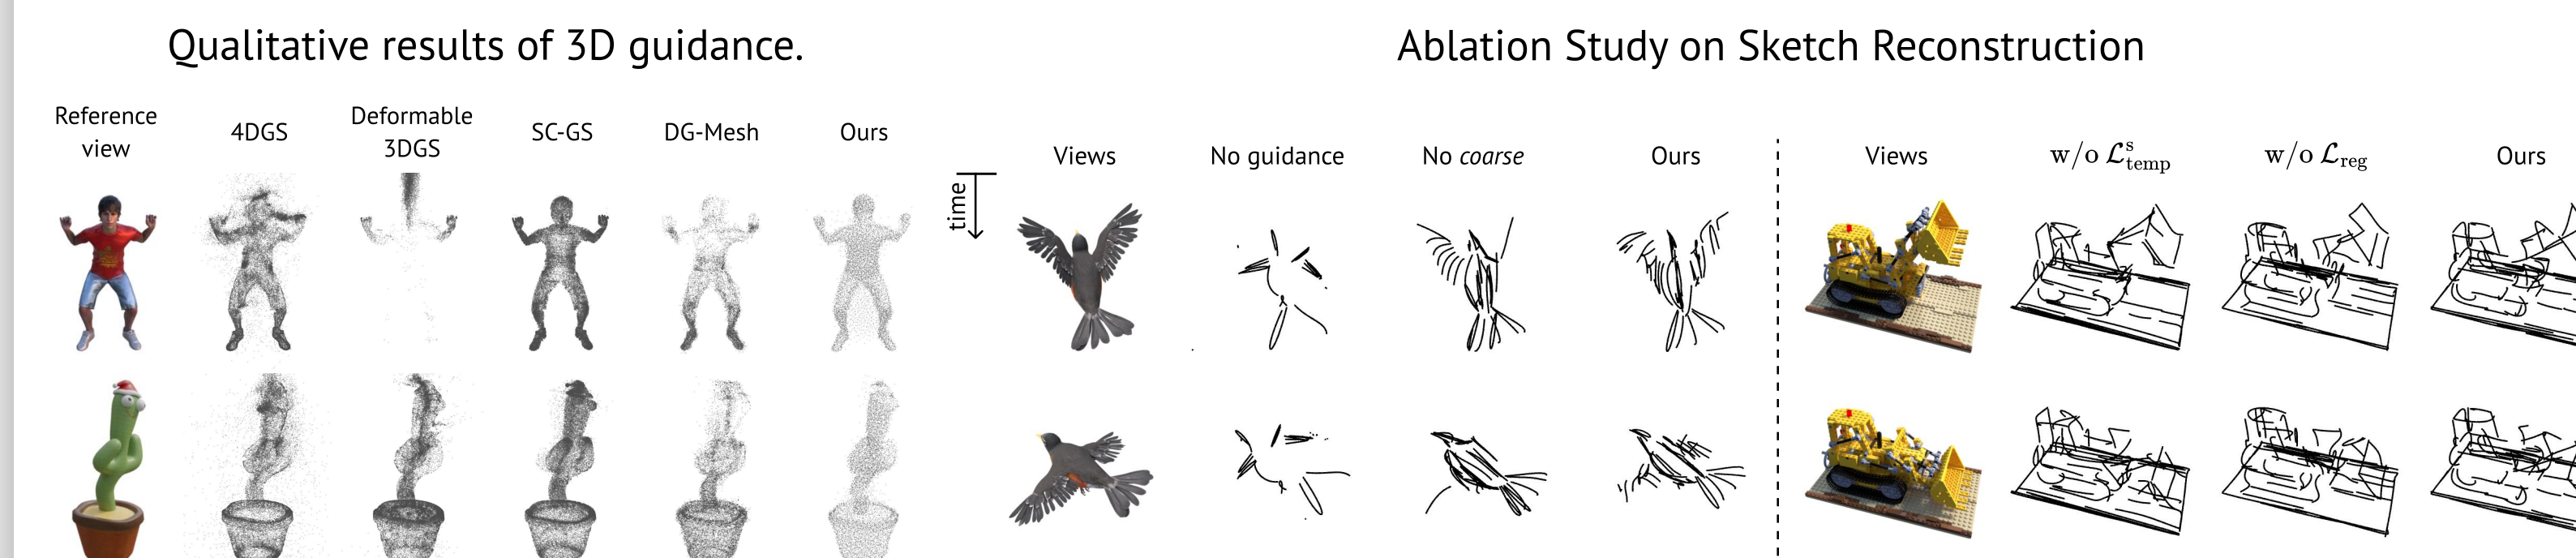 Qualitative results of 3D guidance.
Ablation Study on Sketch Reconstruction
Reference view
4DGS
Deformable 3DGS
SC-GS
DG-Mesh
Ours
time
Views
No guidance
No coarse
Ours
Views
w/o ℒ^s_temp
w/o ℒ_reg
Ours